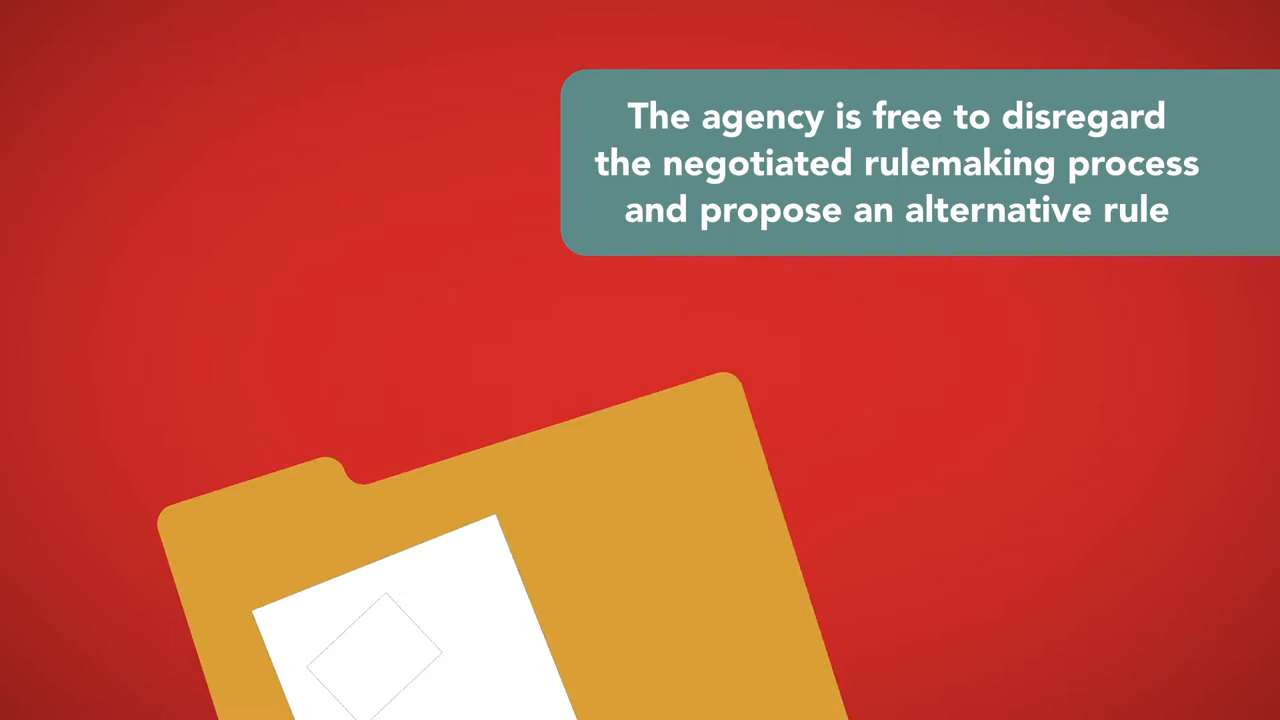 The agency is free to disregard
the negotiated rulemaking process
and propose an alternative rule